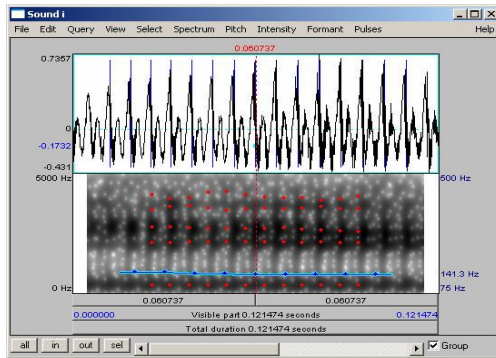 Sound i
File Edit Query View Select Spectrum Pitch Intensity Formant Pulses Help
0.060737
0.7357
0
-0.1732
-0.431
5000 Hz 500 Hz
141.3 Hz
0 Hz 75 Hz
0.060737 0.060737
0.000000 Visible part 0.121474 seconds 0.121474
Total duration 0.121474 seconds
all in out sel Group